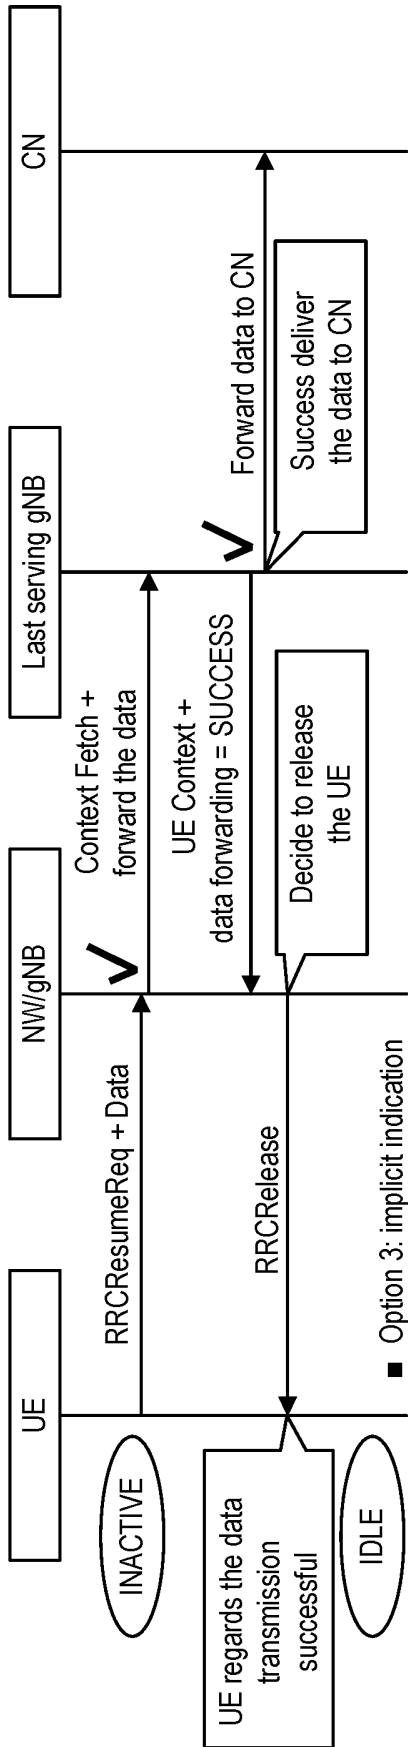 UE
NW/gNB
Last serving gNB
CN
INACTIVE
RRCResumeReq + Data
Context Fetch +
forward the data
UE Context +
data forwarding = SUCCESS
Forward data to CN
Success deliver
the data to CN
Decide to release
the UE
RRCRelease
UE regards the data
transmission
successful
IDLE
■ Option 3: implicit indication